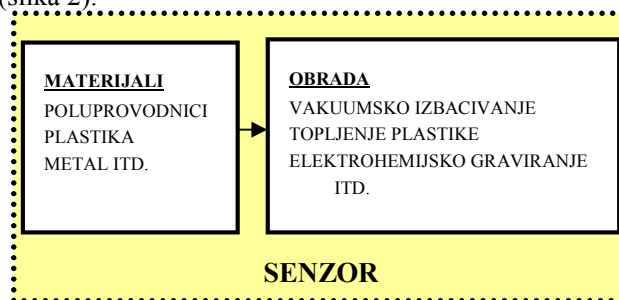 (slika 2).
MATERIJALI
POLUPROVODNICI
PLASTIKA
METAL ITD.
OBRADA
VAKUUMSKO IZBACIVANJE
TOPLJENJE PLASTIKE
ELEKTROHEMIJSKO GRAVIRANJE
ITD.
SENZOR